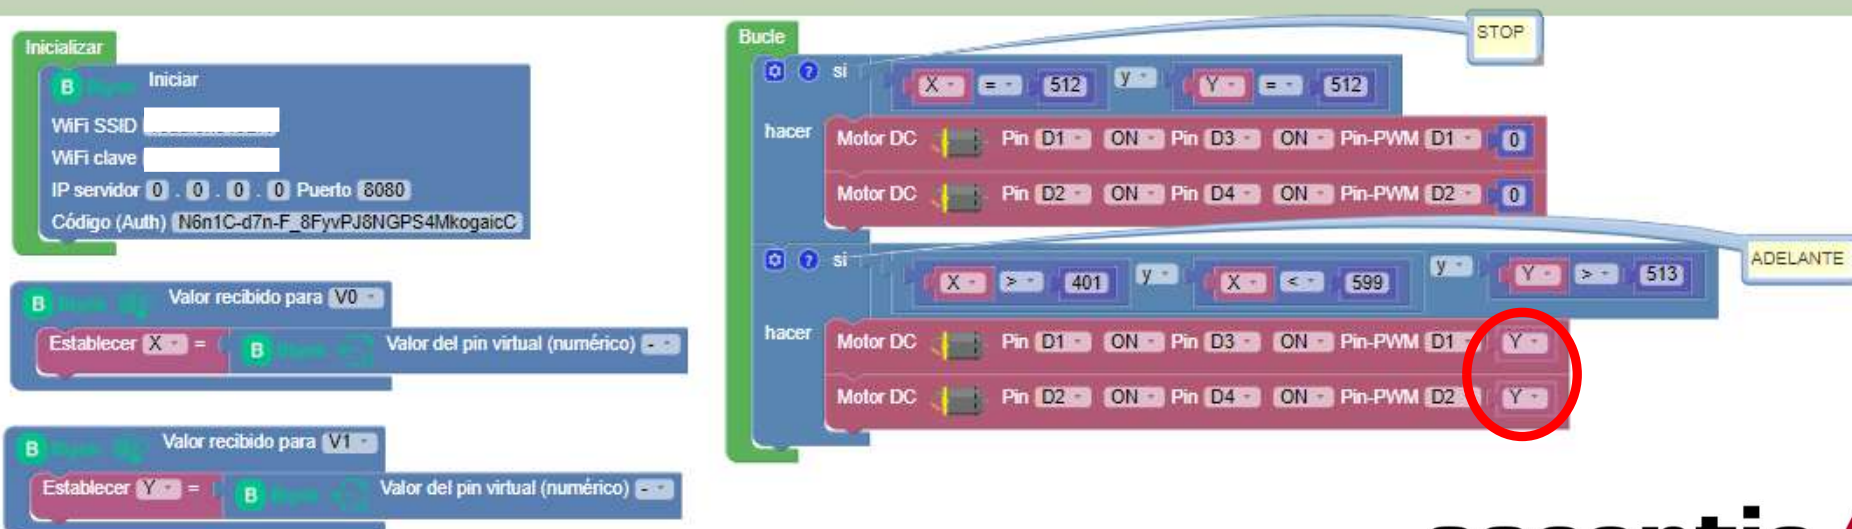 Inicializar
B Iniciar
WiFi SSID
WiFi clave
IP servidor 0 . 0 . 0 . 0 Puerto 8080
Código (Auth) N6n1C-d7n-F_8FyvPJ8NGPS4MkogaicC
B Valor recibido para V0
Establecer X = B Valor del pin virtual (numérico) -
B Valor recibido para V1
Establecer Y = B Valor del pin virtual (numérico) -
Bucle
STOP
? si X = 512 y Y = 512
hacer Motor DC Pin D1 ON Pin D3 ON Pin-PWM D1 0
Motor DC Pin D2 ON Pin D4 ON Pin-PWM D2 0
ADELANTE
? si X > 401 y X < 599 y Y > 513
hacer Motor DC Pin D1 ON Pin D3 ON Pin-PWM D1 Y
Motor DC Pin D2 ON Pin D4 ON Pin-PWM D2 Y